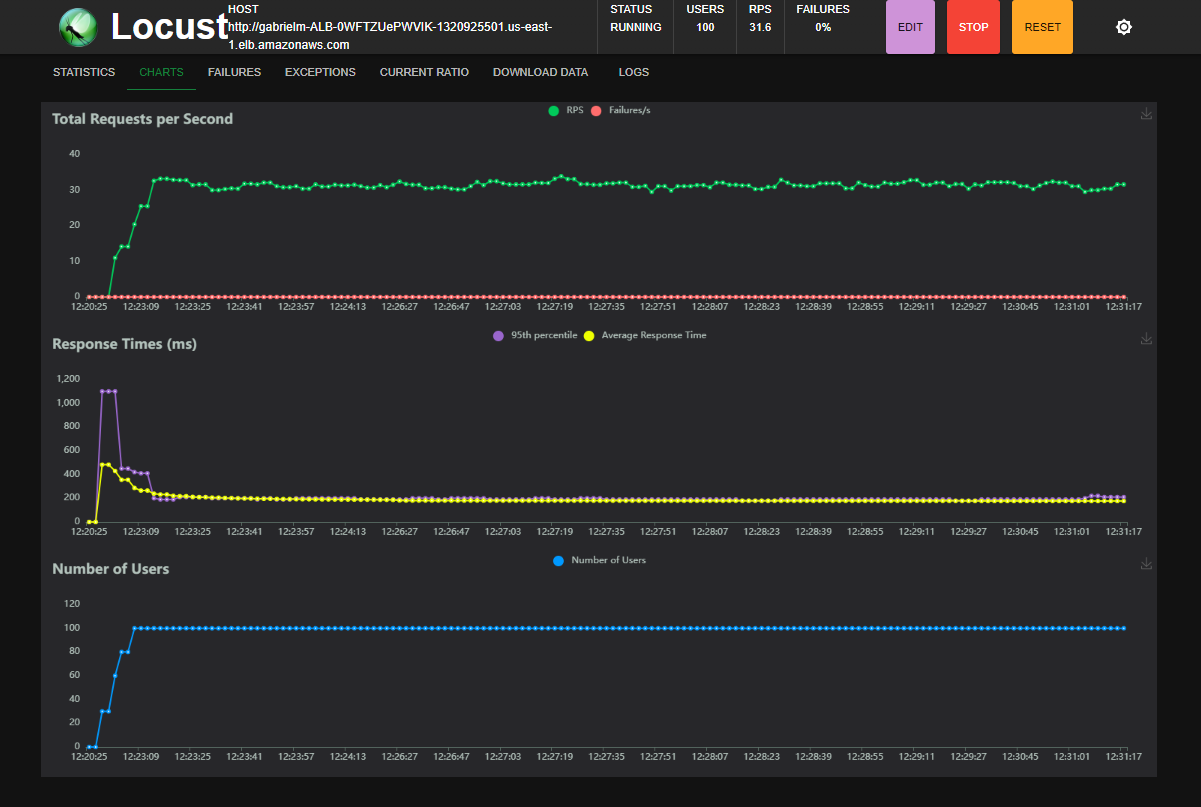 Locust
HOST
http://gabrielm-ALB-0WFTZUePWVIK-1320925501.us-east-
1.elb.amazonaws.com
STATUS
RUNNING
USERS
100
RPS
31.6
FAILURES
0%
EDIT
STOP
RESET
STATISTICS CHARTS FAILURES EXCEPTIONS CURRENT RATIO DOWNLOAD DATA LOGS
Total Requests per Second
RPS Failures/s
40
30
20
10
0
12:20:25 12:23:09 12:23:25 12:23:41 12:23:57 12:24:13 12:26:27 12:26:47 12:27:03 12:27:19 12:27:35 12:27:51 12:28:07 12:28:23 12:28:39 12:28:55 12:29:11 12:29:27 12:30:45 12:31:01 12:31:17
Response Times (ms)
95th percentile Average Response Time
1,200
1,000
800
600
400
200
0
12:20:25 12:23:09 12:23:25 12:23:41 12:23:57 12:24:13 12:26:27 12:26:47 12:27:03 12:27:19 12:27:35 12:27:51 12:28:07 12:28:23 12:28:39 12:28:55 12:29:11 12:29:27 12:30:45 12:31:01 12:31:17
Number of Users
Number of Users
120
100
80
60
40
20
0
12:20:25 12:23:09 12:23:25 12:23:41 12:23:57 12:24:13 12:26:27 12:26:47 12:27:03 12:27:19 12:27:35 12:27:51 12:28:07 12:28:23 12:28:39 12:28:55 12:29:11 12:29:27 12:30:45 12:31:01 12:31:17